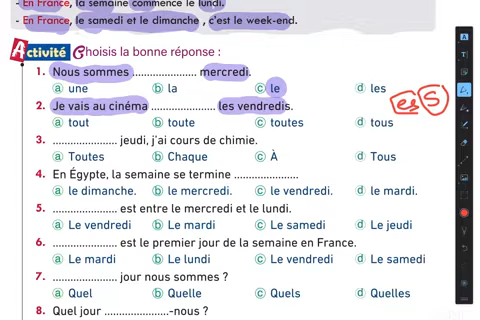 - En France, la semaine commence le lundi.
- En France, le samedi et le dimanche , c'est le week-end.
Activité Choisis la bonne réponse :
1. Nous sommes ...................... mercredi.
a une b la c le d les
2. Je vais au cinéma ...................... les vendredis.
a tout b toute c toutes d tous
es S
3. ...................... jeudi, j'ai cours de chimie.
a Toutes b Chaque c À d Tous
4. En Égypte, la semaine se termine ......................
a le dimanche. b le mercredi. c le vendredi. d le mardi.
5. ...................... est entre le mercredi et le lundi.
a Le vendredi b Le mardi c Le samedi d Le jeudi
6. ...................... est le premier jour de la semaine en France.
a Le mardi b Le lundi c Le vendredi d Le samedi
7. ...................... jour nous sommes ?
a Quel b Quelle c Quels d Quelles
8. Quel jour ......................-nous ?